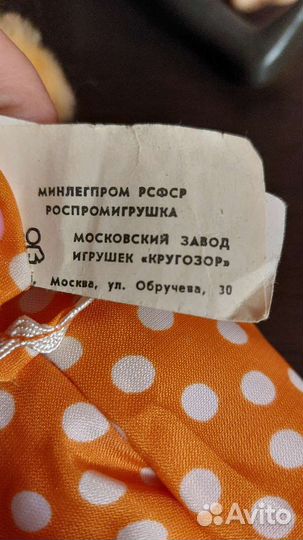 МИНЛЕГПРОМ РСФСР
РОСПРОМИГРУШКА
МОСКОВСКИЙ ЗАВОД
ИГРУШЕК «КРУГОЗОР»
Москва, ул. Обручева, 30
Avito